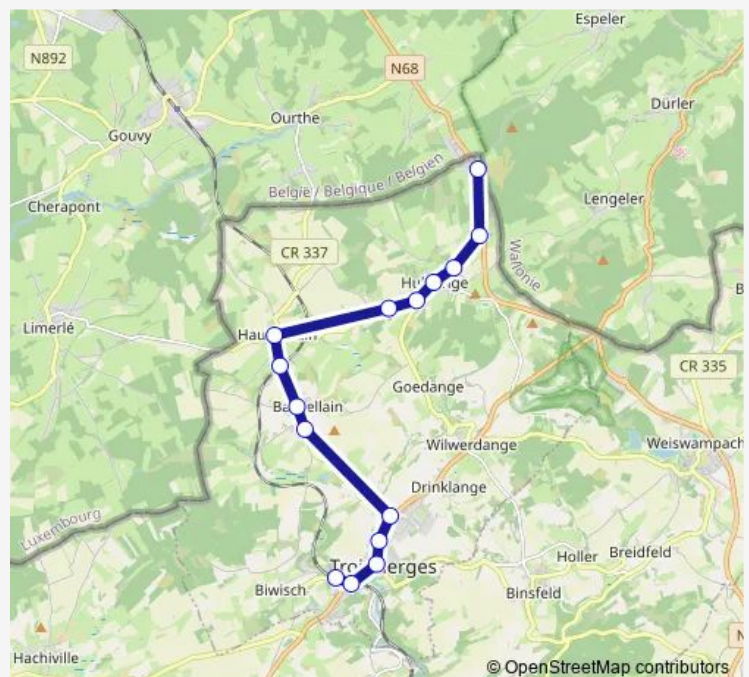 Espeler
N892
N68
Dürler
Ourthe
Gouvy
België / Belgique / Belgien
Lengeler
Cherapont
CR 337
Wallonie
Limerlé
CR 335
Goedange
Wilwerdange
Weiswampach
Drinklange
Luxembourg
Holler
Breidfeld
Biwisch
Binsfeld
Hachiville
© OpenStreetMap contributors